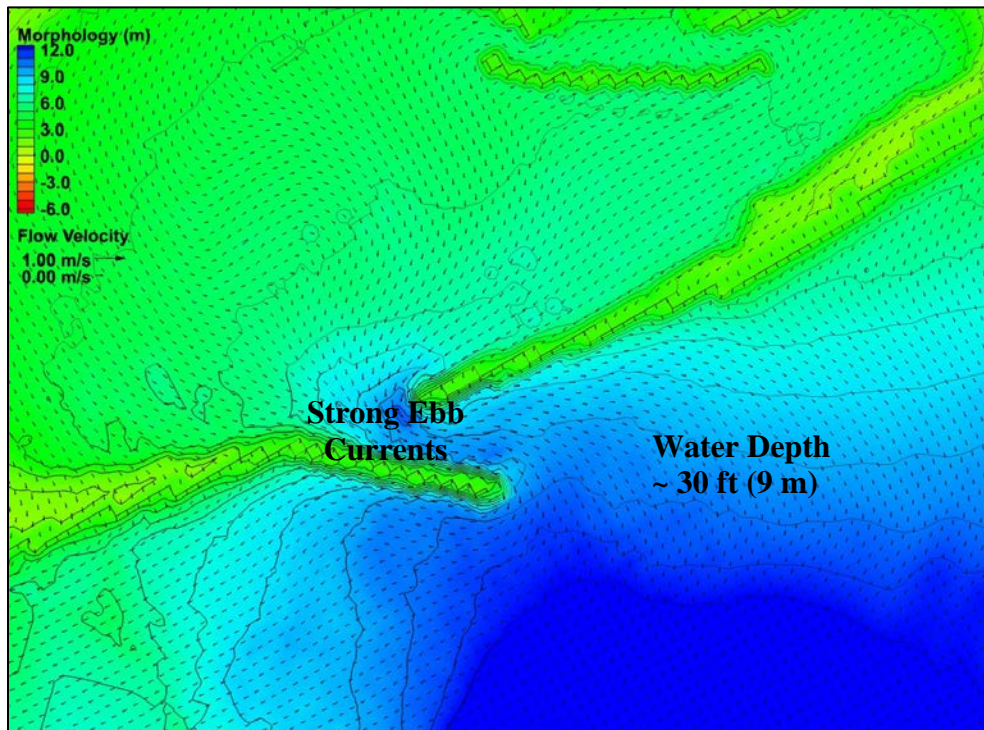 Morphology (m)
12.0
9.0
6.0
3.0
0.0
-3.0
-6.0
Flow Velocity
1.00 m/s
0.00 m/s
Strong Ebb
Currents
Water Depth
~ 30 ft (9 m)